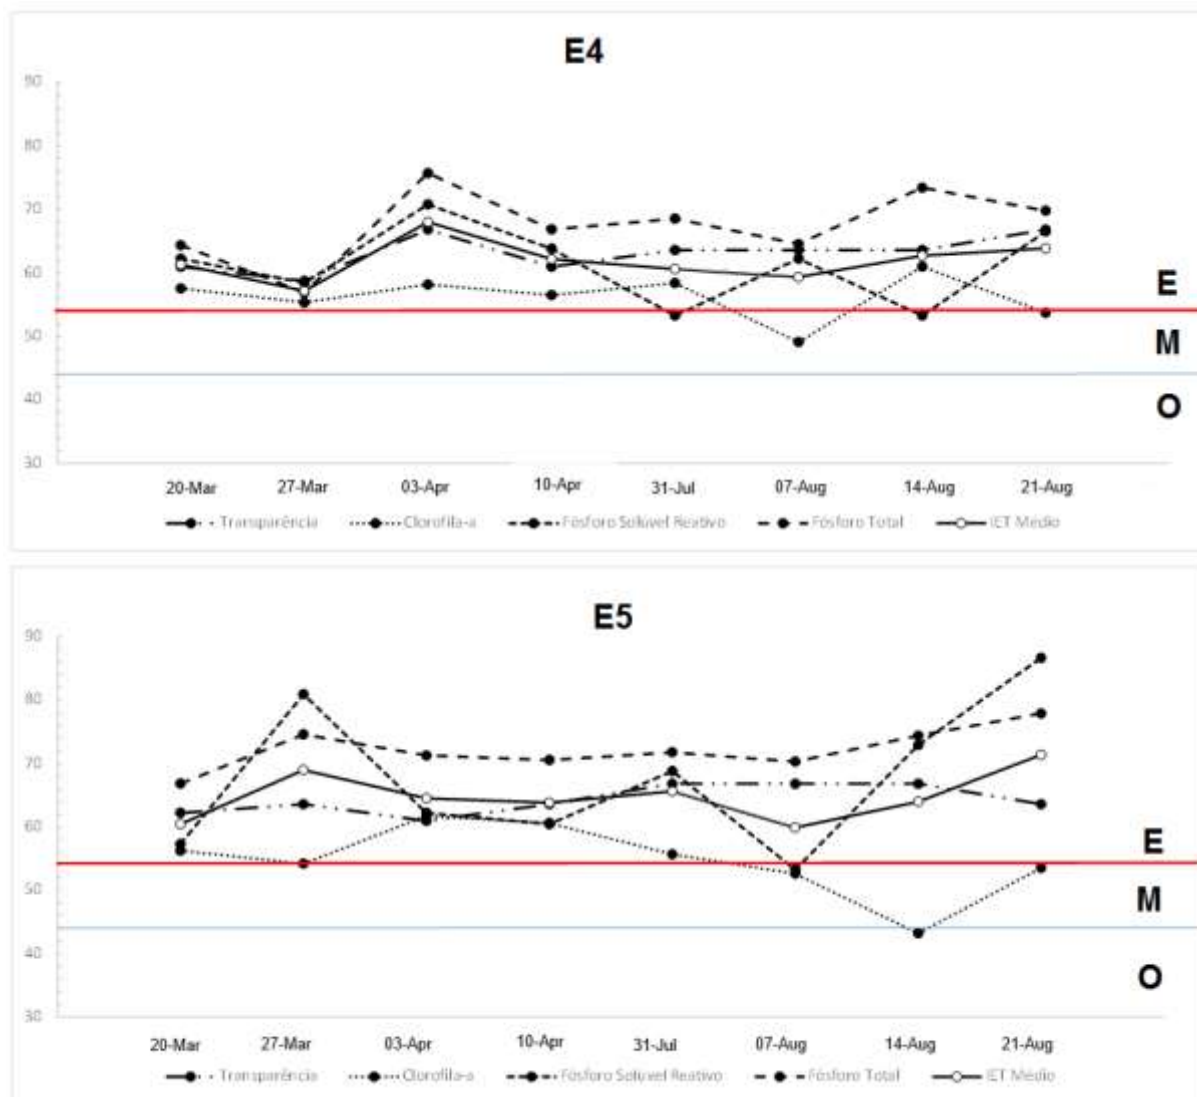 E4
90
80
70
60
50
40
30
E
M
O
20-Mar 27-Mar 03-Apr 10-Apr 31-Jul 07-Aug 14-Aug 21-Aug
Transparência Clorofila-a Fósforo Solúvel Reativo Fósforo Total IET Médio
E5
90
80
70
60
50
40
30
E
M
O
20-Mar 27-Mar 03-Apr 10-Apr 31-Jul 07-Aug 14-Aug 21-Aug
Transparência Clorofila-a Fósforo Solúvel Reativo Fósforo Total IET Médio